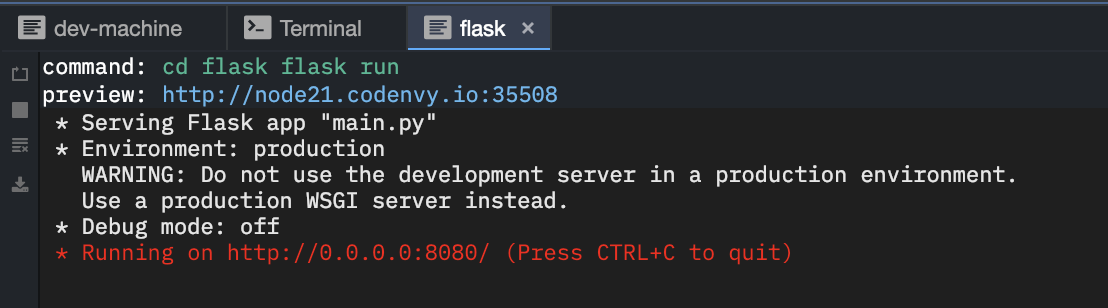 dev-machine Terminal flask ×
command: cd flask flask run
preview: http://node21.codenvy.io:35508
* Serving Flask app "main.py"
* Environment: production
WARNING: Do not use the development server in a production environment.
Use a production WSGI server instead.
* Debug mode: off
* Running on http://0.0.0.0:8080/ (Press CTRL+C to quit)